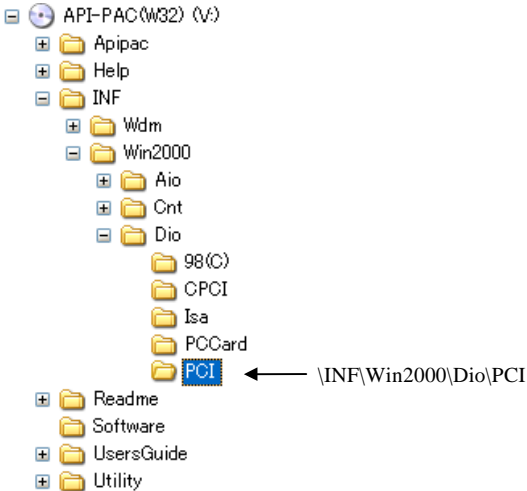 API-PAC(W32) (V:)
Apipac
Help
INF
Wdm
Win2000
Aio
Cnt
Dio
98(C)
CPCI
Isa
PCCard
PCI \INF\Win2000\Dio\PCI
Readme
Software
UsersGuide
Utility